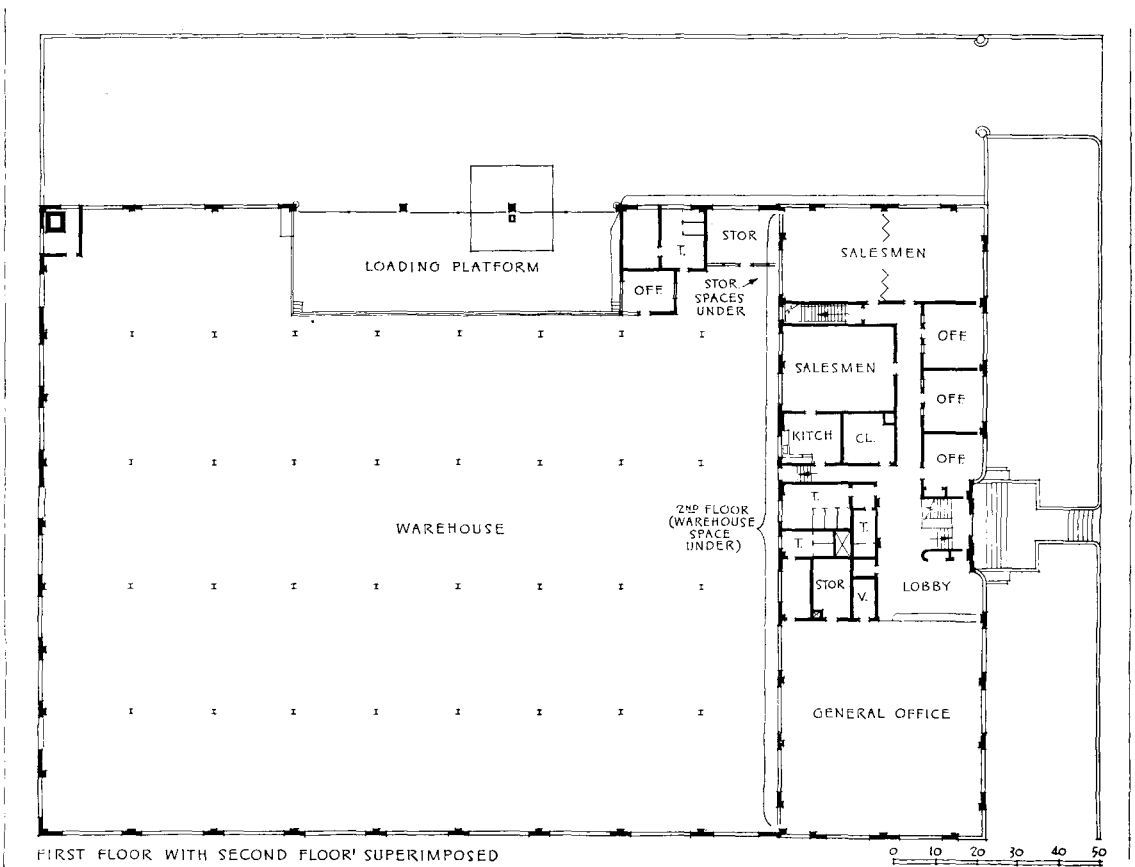 STOR
SALESMEN
T.
LOADING PLATFORM
OFF.
STOR.
SPACES
UNDER
OFF.
SALESMEN
OFF.
KITCH
CL.
OFF.
T.
2ND FLOOR
(WAREHOUSE
SPACE
UNDER)
WAREHOUSE
T.
T.
STOR
V.
LOBBY
GENERAL OFFICE
FIRST FLOOR WITH SECOND FLOOR' SUPERIMPOSED
0 10 20 30 40 50